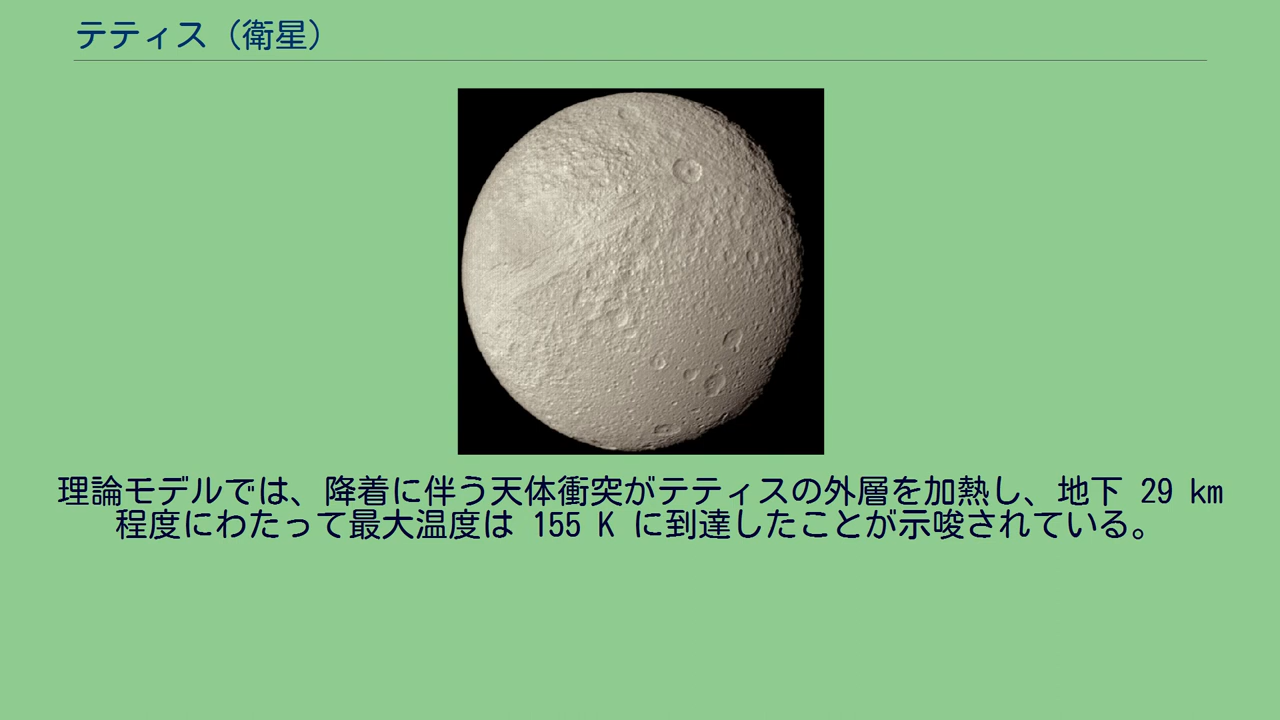 テティス（衛星）
理論モデルでは、降着に伴う天体衝突がテティスの外層を加熱し、地下 29 km
程度にわたって最大温度は 155 K に到達したことが示唆されている。